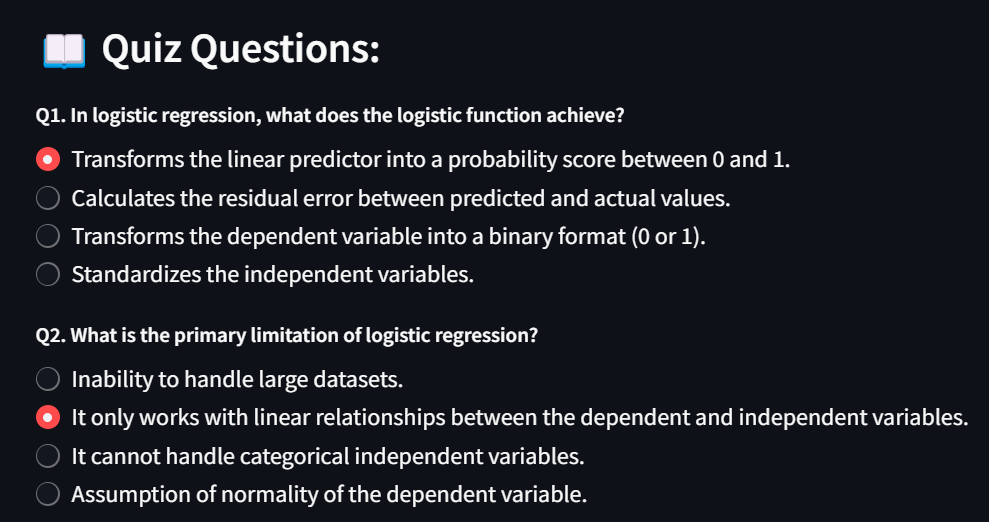 Quiz Questions:
Q1. In logistic regression, what does the logistic function achieve?
Transforms the linear predictor into a probability score between 0 and 1.
Calculates the residual error between predicted and actual values.
Transforms the dependent variable into a binary format (0 or 1).
Standardizes the independent variables.
Q2. What is the primary limitation of logistic regression?
Inability to handle large datasets.
It only works with linear relationships between the dependent and independent variables.
It cannot handle categorical independent variables.
Assumption of normality of the dependent variable.